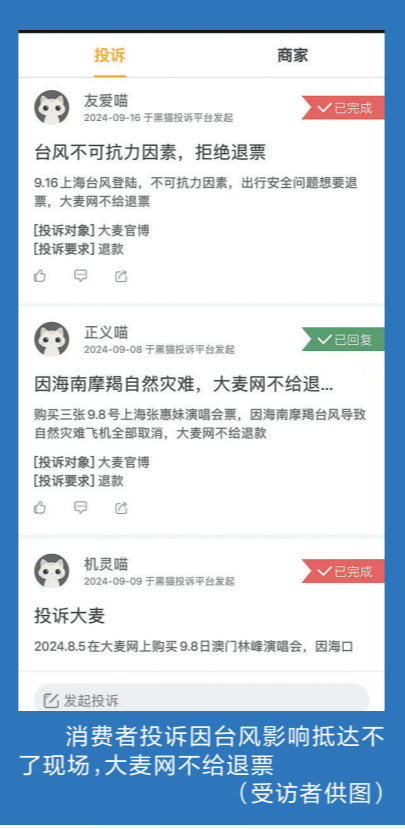 投诉 商家
友爱喵
2024-09-16 于黑猫投诉平台发起
已完成
台风不可抗力因素，拒绝退票
9.16上海台风登陆，不可抗力因素，出行安全问题想要退
票，大麦网不给退票
[投诉对象] 大麦官博
[投诉要求] 退款
正义喵
2024-09-08 于黑猫投诉平台发起
已回复
因海南摩羯自然灾难，大麦网不给退...
购买三张9.8号上海张惠妹演唱会票，因海南摩羯台风导致
自然灾难飞机全部取消，大麦网不给退款
[投诉对象] 大麦官博
[投诉要求] 退款
机灵喵
2024-09-09 于黑猫投诉平台发起
已完成
投诉大麦
2024.8.5在大麦网上购买9.8日澳门林峰演唱会，因海口
发起投诉
消费者投诉因台风影响抵达不
了现场,大麦网不给退票
（受访者供图）